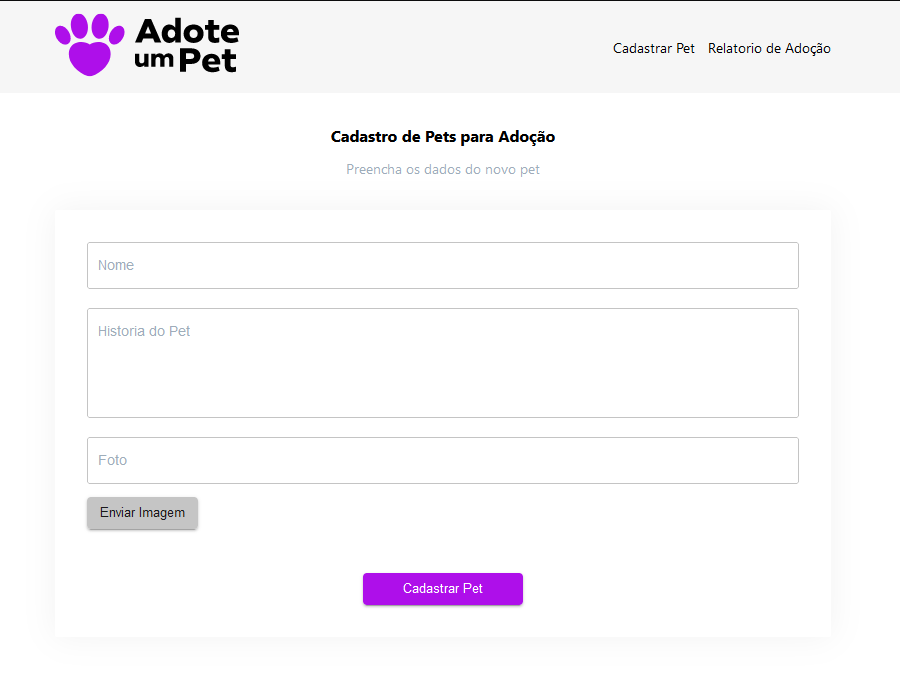 Adote
um Pet
Cadastrar Pet Relatorio de Adoção
Cadastro de Pets para Adoção
Preencha os dados do novo pet
Nome
Historia do Pet
Foto
Enviar Imagem
Cadastrar Pet